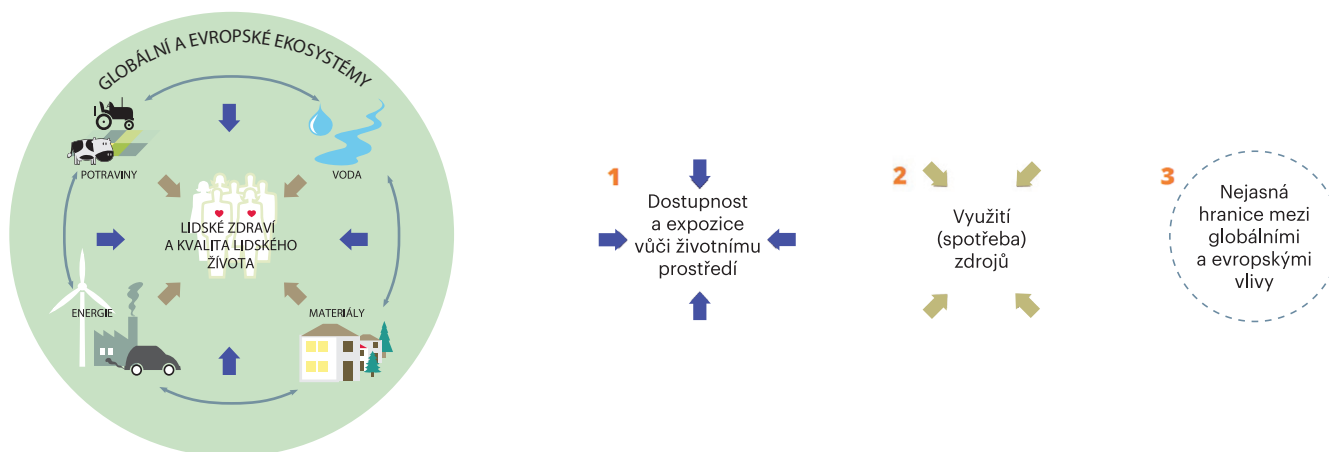 GLOBÁLNÍ A EVROPSKÉ EKOSYSTÉMY
POTRAVINY
VODA
LIDSKÉ ZDRAVÍ
A KVALITA LIDSKÉHO
ŽÍVOTA
ENERGIE
MATERIÁLY
1
Dostupnost
a expozice
vůči životnímu
prostředí
2
Využití
(spotřeba)
zdrojů
3
Nejasná
hranice mezi
globálními
a evropskými
vlivy